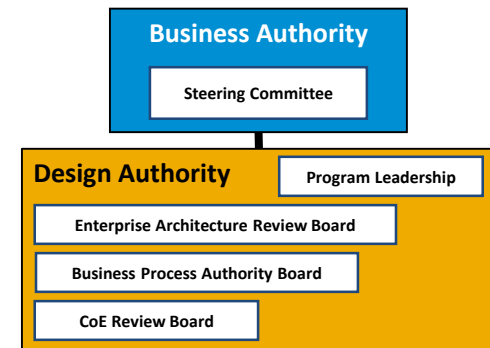 Business Authority
Steering Committee
Design Authority
Program Leadership
Enterprise Architecture Review Board
Business Process Authority Board
CoE Review Board